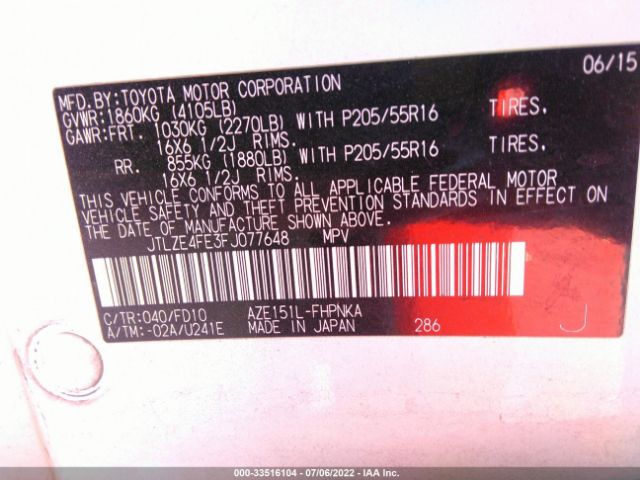 06/15
MFD.BY:TOYOTA MOTOR CORPORATION
GVWR:1860KG (4105LB)
GAWR:FRT. 1030KG (2270LB) WITH P205/55R16 TIRES.
16X6 1/2J RIMS.
RR. 855KG (1880LB) WITH P205/55R16 TIRES.
16X6 1/2J RIMS.
THIS VEHICLE CONFORMS TO ALL APPLICABLE FEDERAL MOTOR
VEHICLE SAFETY AND THEFT PREVENTION STANDARDS IN EFFECT ON
THE DATE OF MANUFACTURE SHOWN ABOVE.
JTLZE4FE3FJ077648 MPV
C/TR:040/FD10 AZE151L-FHPNKA
A/TM:-02A/U241E MADE IN JAPAN 286 J
000-33516104 - 07/06/2022 - IAA Inc.